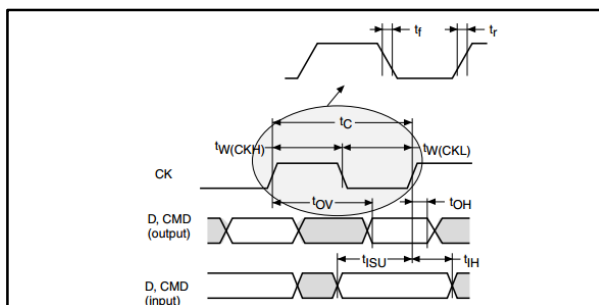 tf tr
tC
tW(CKH) tW(CKL)
CK
tOV tOH
D, CMD
(output)
tISU tIH
D, CMD
(input)